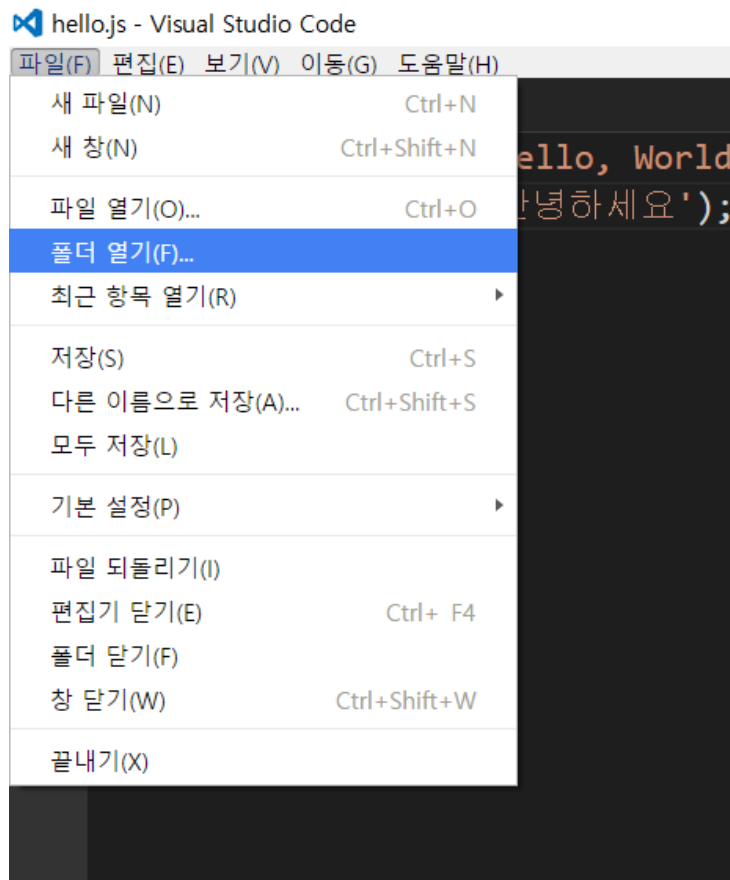 hello.js - Visual Studio Code
파일(F) 편집(E) 보기(V) 이동(G) 도움말(H)
새 파일(N) Ctrl+N
새 창(N) Ctrl+Shift+N
ello, World
파일 열기(O)... Ctrl+O
안녕하세요');
폴더 열기(F)...
최근 항목 열기(R)
저장(S) Ctrl+S
다른 이름으로 저장(A)... Ctrl+Shift+S
모두 저장(L)
기본 설정(P)
파일 되돌리기(I)
편집기 닫기(E) Ctrl+ F4
폴더 닫기(F)
창 닫기(W) Ctrl+Shift+W
끝내기(X)